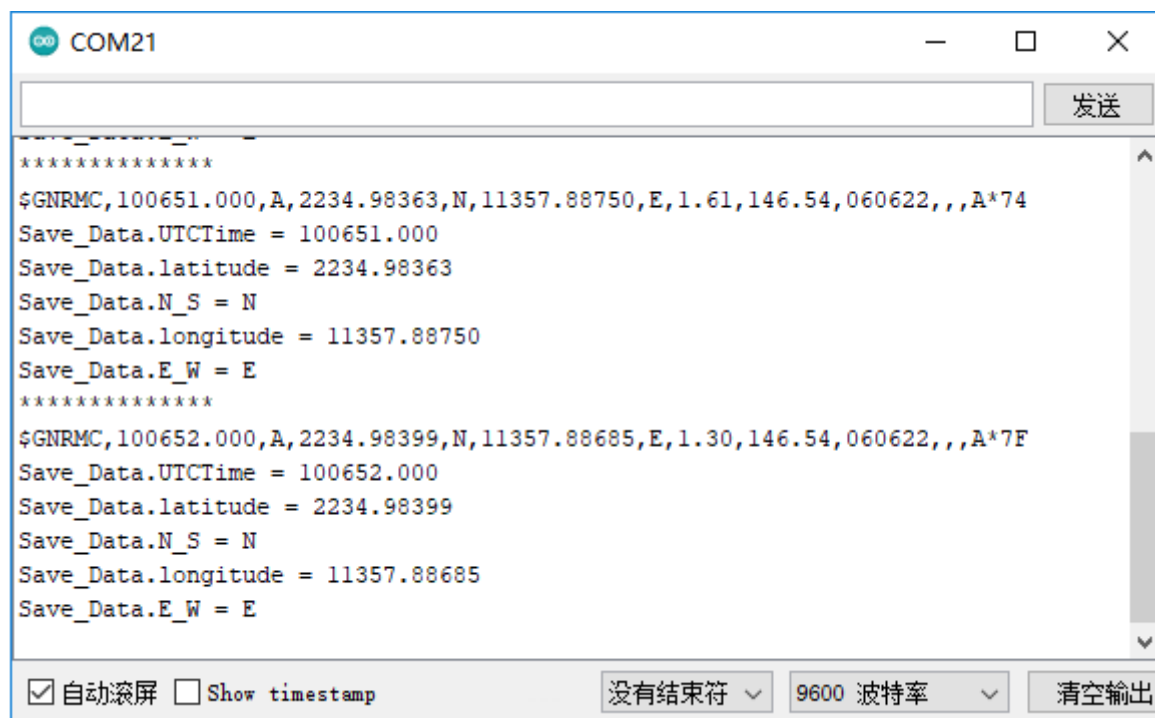 COM21
发送
**************
$GNRMC,100651.000,A,2234.98363,N,11357.88750,E,1.61,146.54,060622,,,A*74
Save_Data.UTCTime = 100651.000
Save_Data.latitude = 2234.98363
Save_Data.N_S = N
Save_Data.longitude = 11357.88750
Save_Data.E_W = E
**************
$GNRMC,100652.000,A,2234.98399,N,11357.88685,E,1.30,146.54,060622,,,A*7F
Save_Data.UTCTime = 100652.000
Save_Data.latitude = 2234.98399
Save_Data.N_S = N
Save_Data.longitude = 11357.88685
Save_Data.E_W = E
自动滚屏 Show timestamp 没有结束符 9600 波特率 清空输出